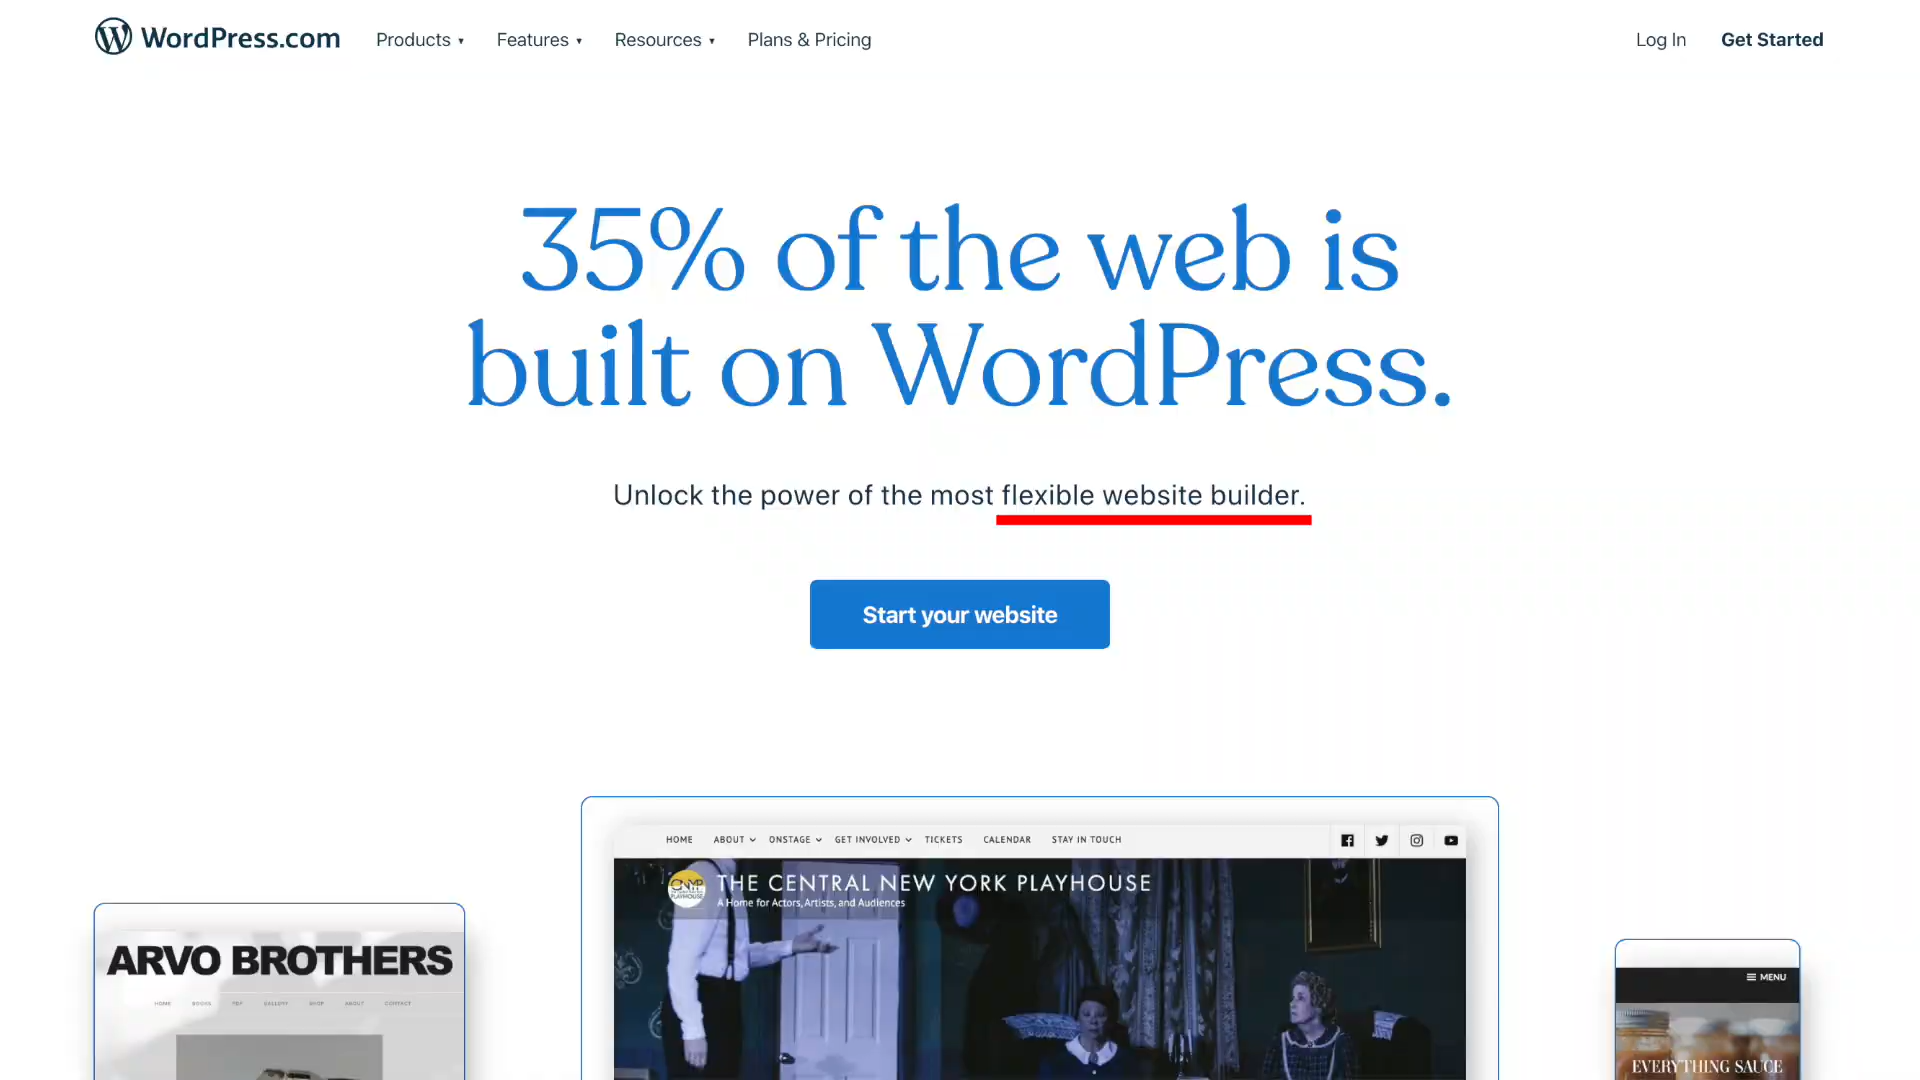 WordPress.com Products Features Resources Plans & Pricing Log In Get Started
35% of the web is
built on WordPress.
Unlock the power of the most flexible website builder.
Start your website
HOME ABOUT ONSTAGE GET INVOLVED TICKETS CALENDAR STAY IN TOUCH
THE CENTRAL NEW YORK PLAYHOUSE
A Home for Actors, Artists, and Audiences
ARVO BROTHERS
HOME BOOKS PDF GALLERY SHOP ABOUT CONTACT
MENU
EVERYTHING SAUCE